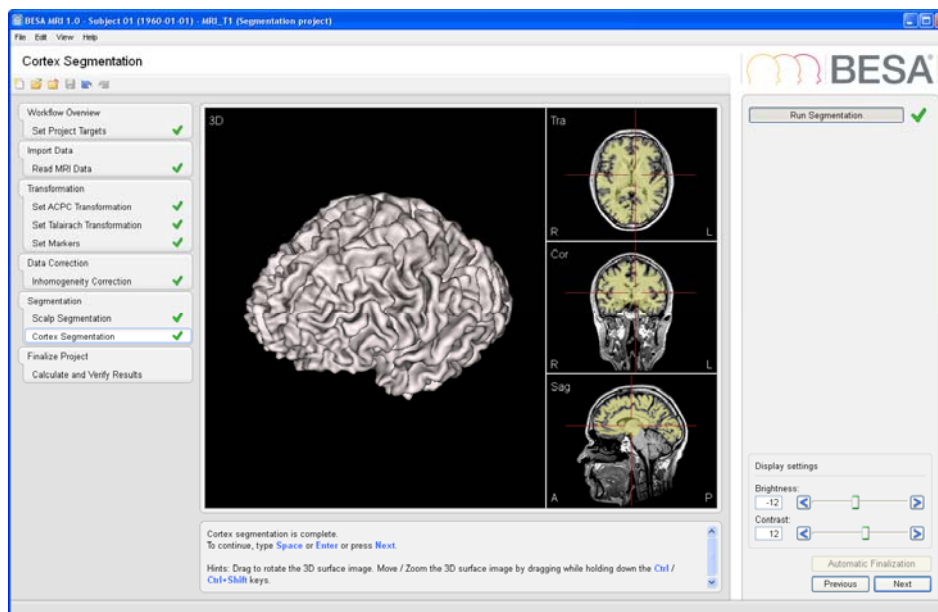 BESA MRI 1.0 - Subject 01 (1960-01-01) - MRI_T1 (Segmentation project)
File Edit View Help
Cortex Segmentation
BESA
Workflow Overview
Set Project Targets
Import Data
Read MRI Data
Transformation
Set ACPC Transformation
Set Talairach Transformation
Set Markers
Data Correction
Inhomogeneity Correction
Segmentation
Scalp Segmentation
Cortex Segmentation
Finalize Project
Calculate and Verify Results
3D
Tra
R L
Cor
R L
Sag
A P
Cortex segmentation is complete.
To continue, type Space or Enter or press Next.
Hints: Drag to rotate the 3D surface image. Move / Zoom the 3D surface image by dragging while holding down the Ctrl /
Ctrl+Shift keys.
Run Segmentation
Display settings
Brightness:
-12
Contrast:
12
Automatic Finalization
Previous Next